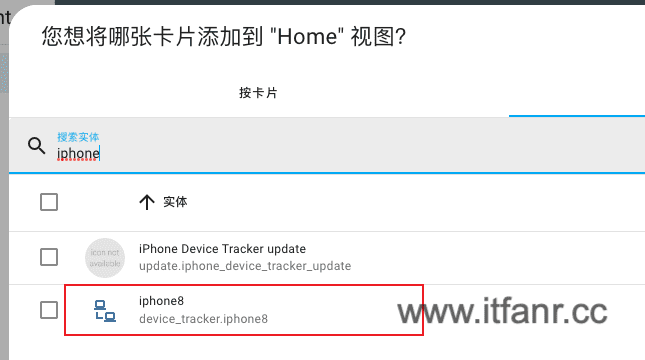 nt
您想将哪张卡片添加到 "Home" 视图?
按卡片
搜索实体
iphone
实体
icon not
available
iPhone Device Tracker update
update.iphone_device_tracker_update
iphone8
device_tracker.iphone8
www.itfanr.cc